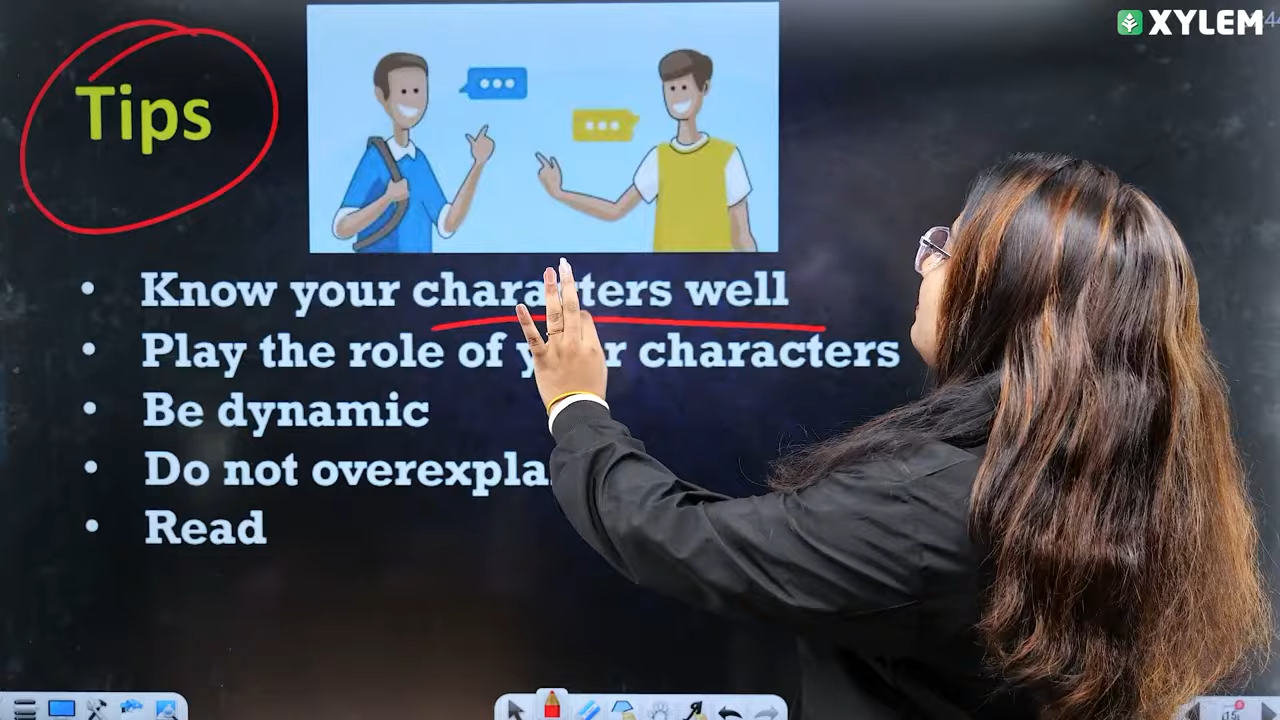 XYLEM
Tips
Know your characters well
Play the role of characters
Be dynamic
Do not
Read